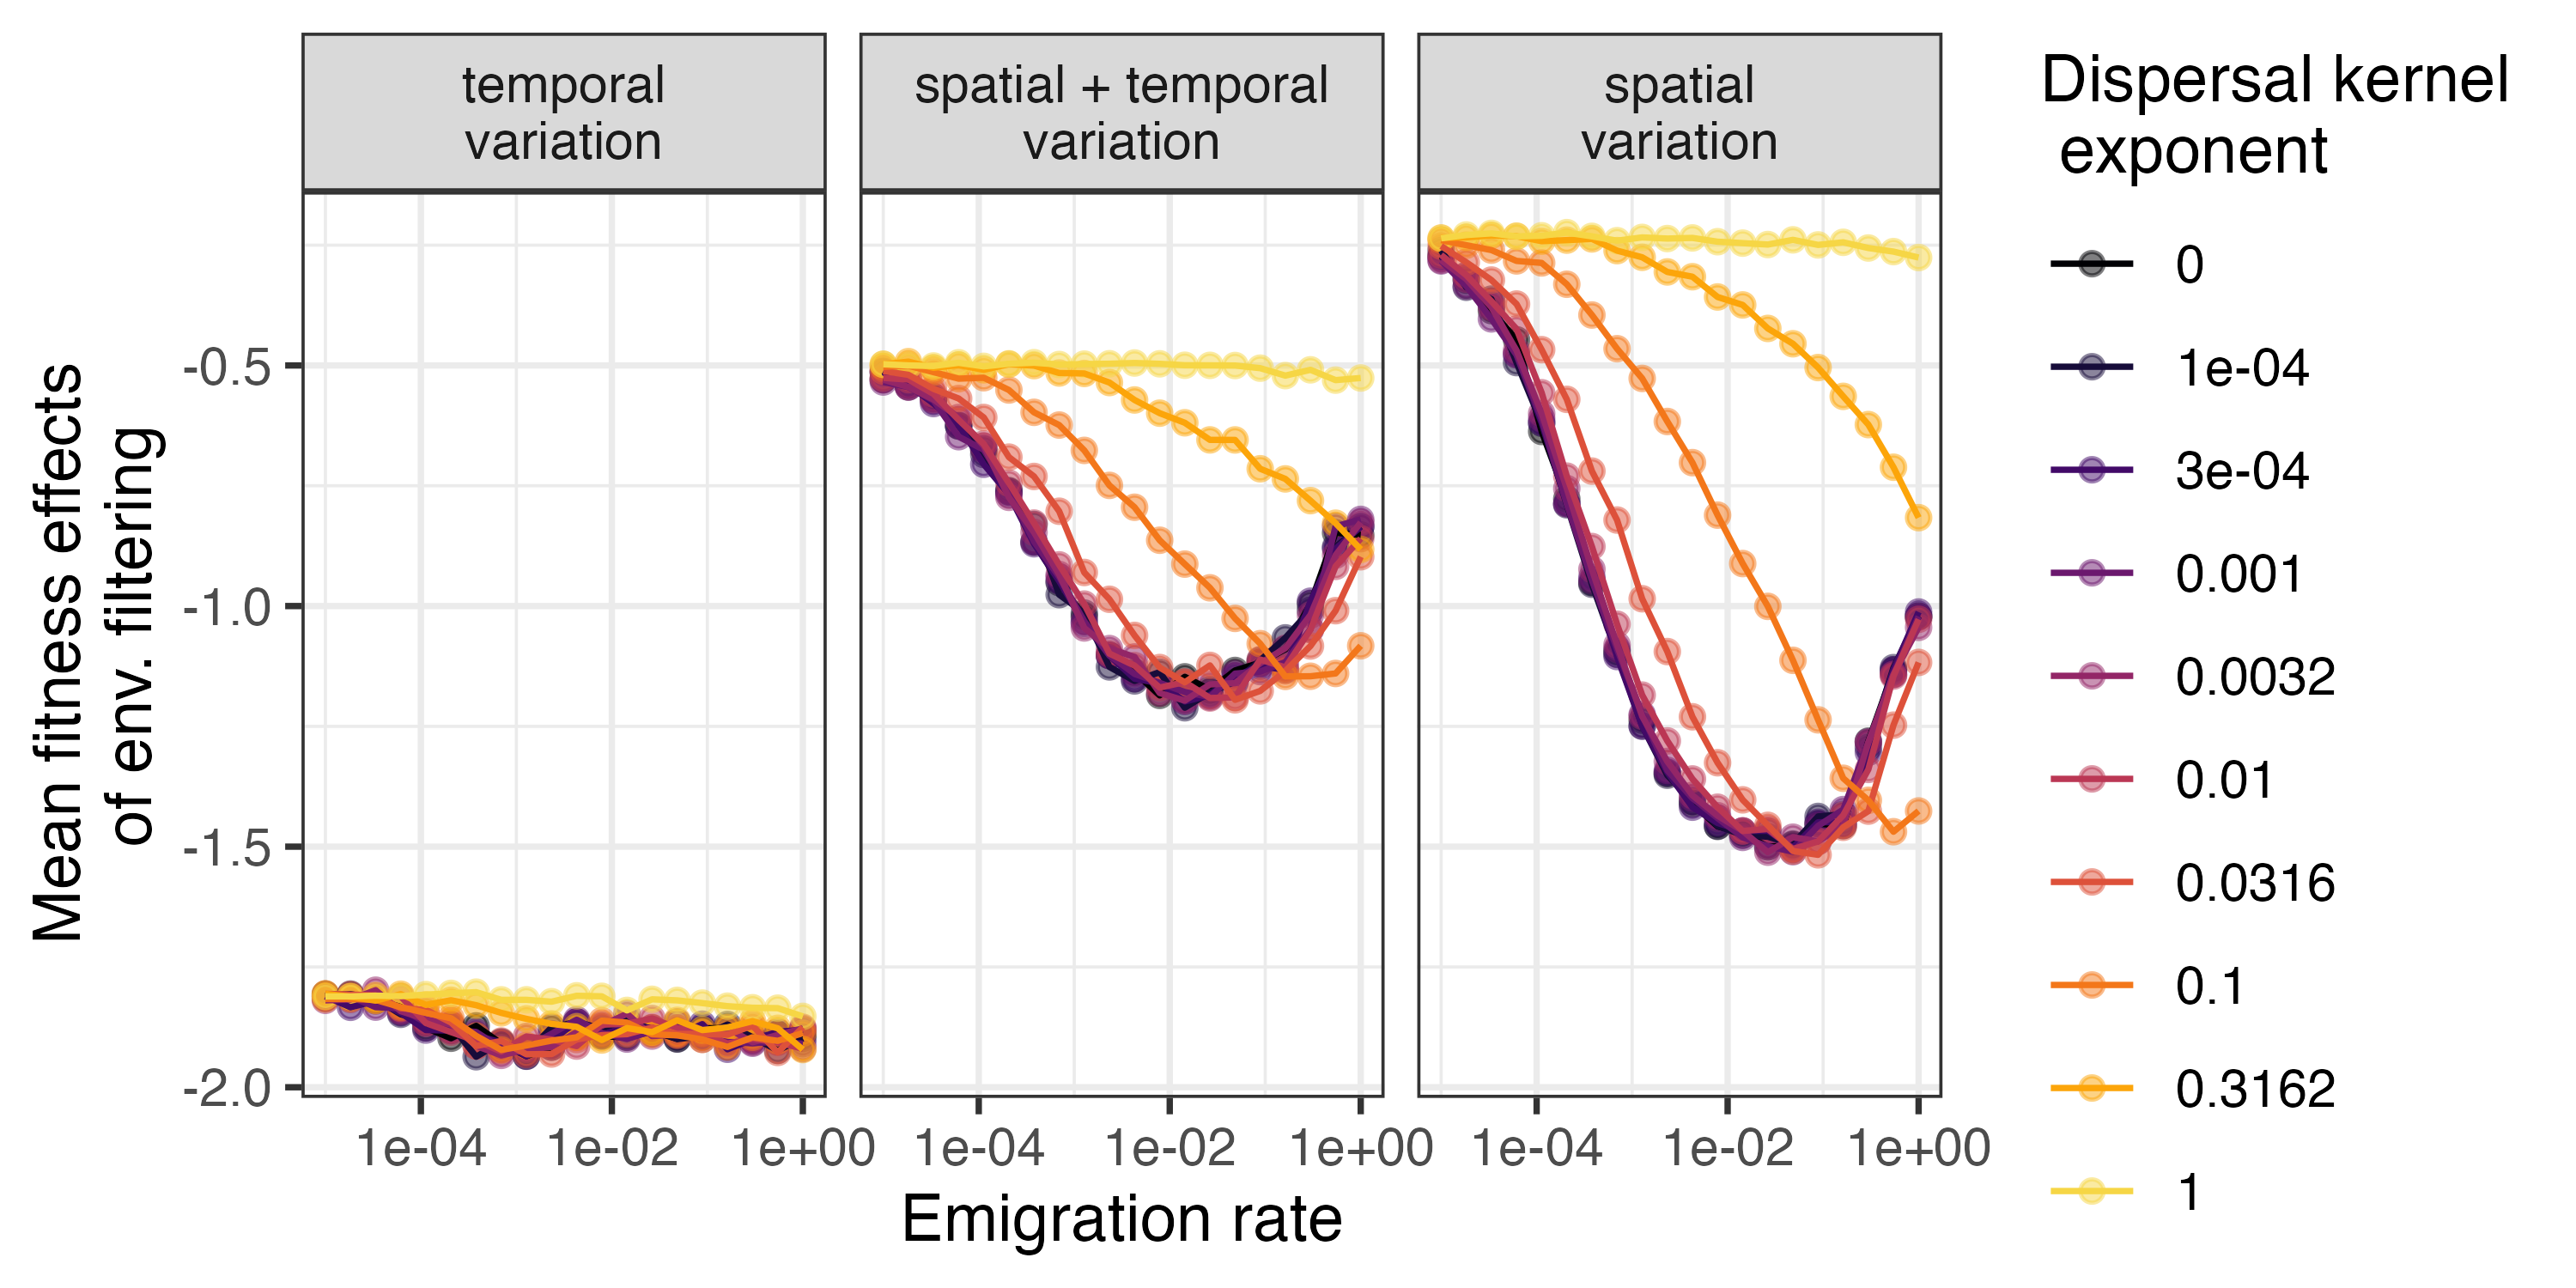 temporal
variation
spatial + temporal
variation
spatial
variation
Dispersal kernel
exponent
0
1e-04
3e-04
0.001
0.0032
0.01
0.0316
0.1
0.3162
1
Mean fitness effects
of env. filtering
-0.5
-1.0
-1.5
-2.0
1e-04
1e-02
1e+00
1e-04
1e-02
1e+00
1e-04
1e-02
1e+00
Emigration rate